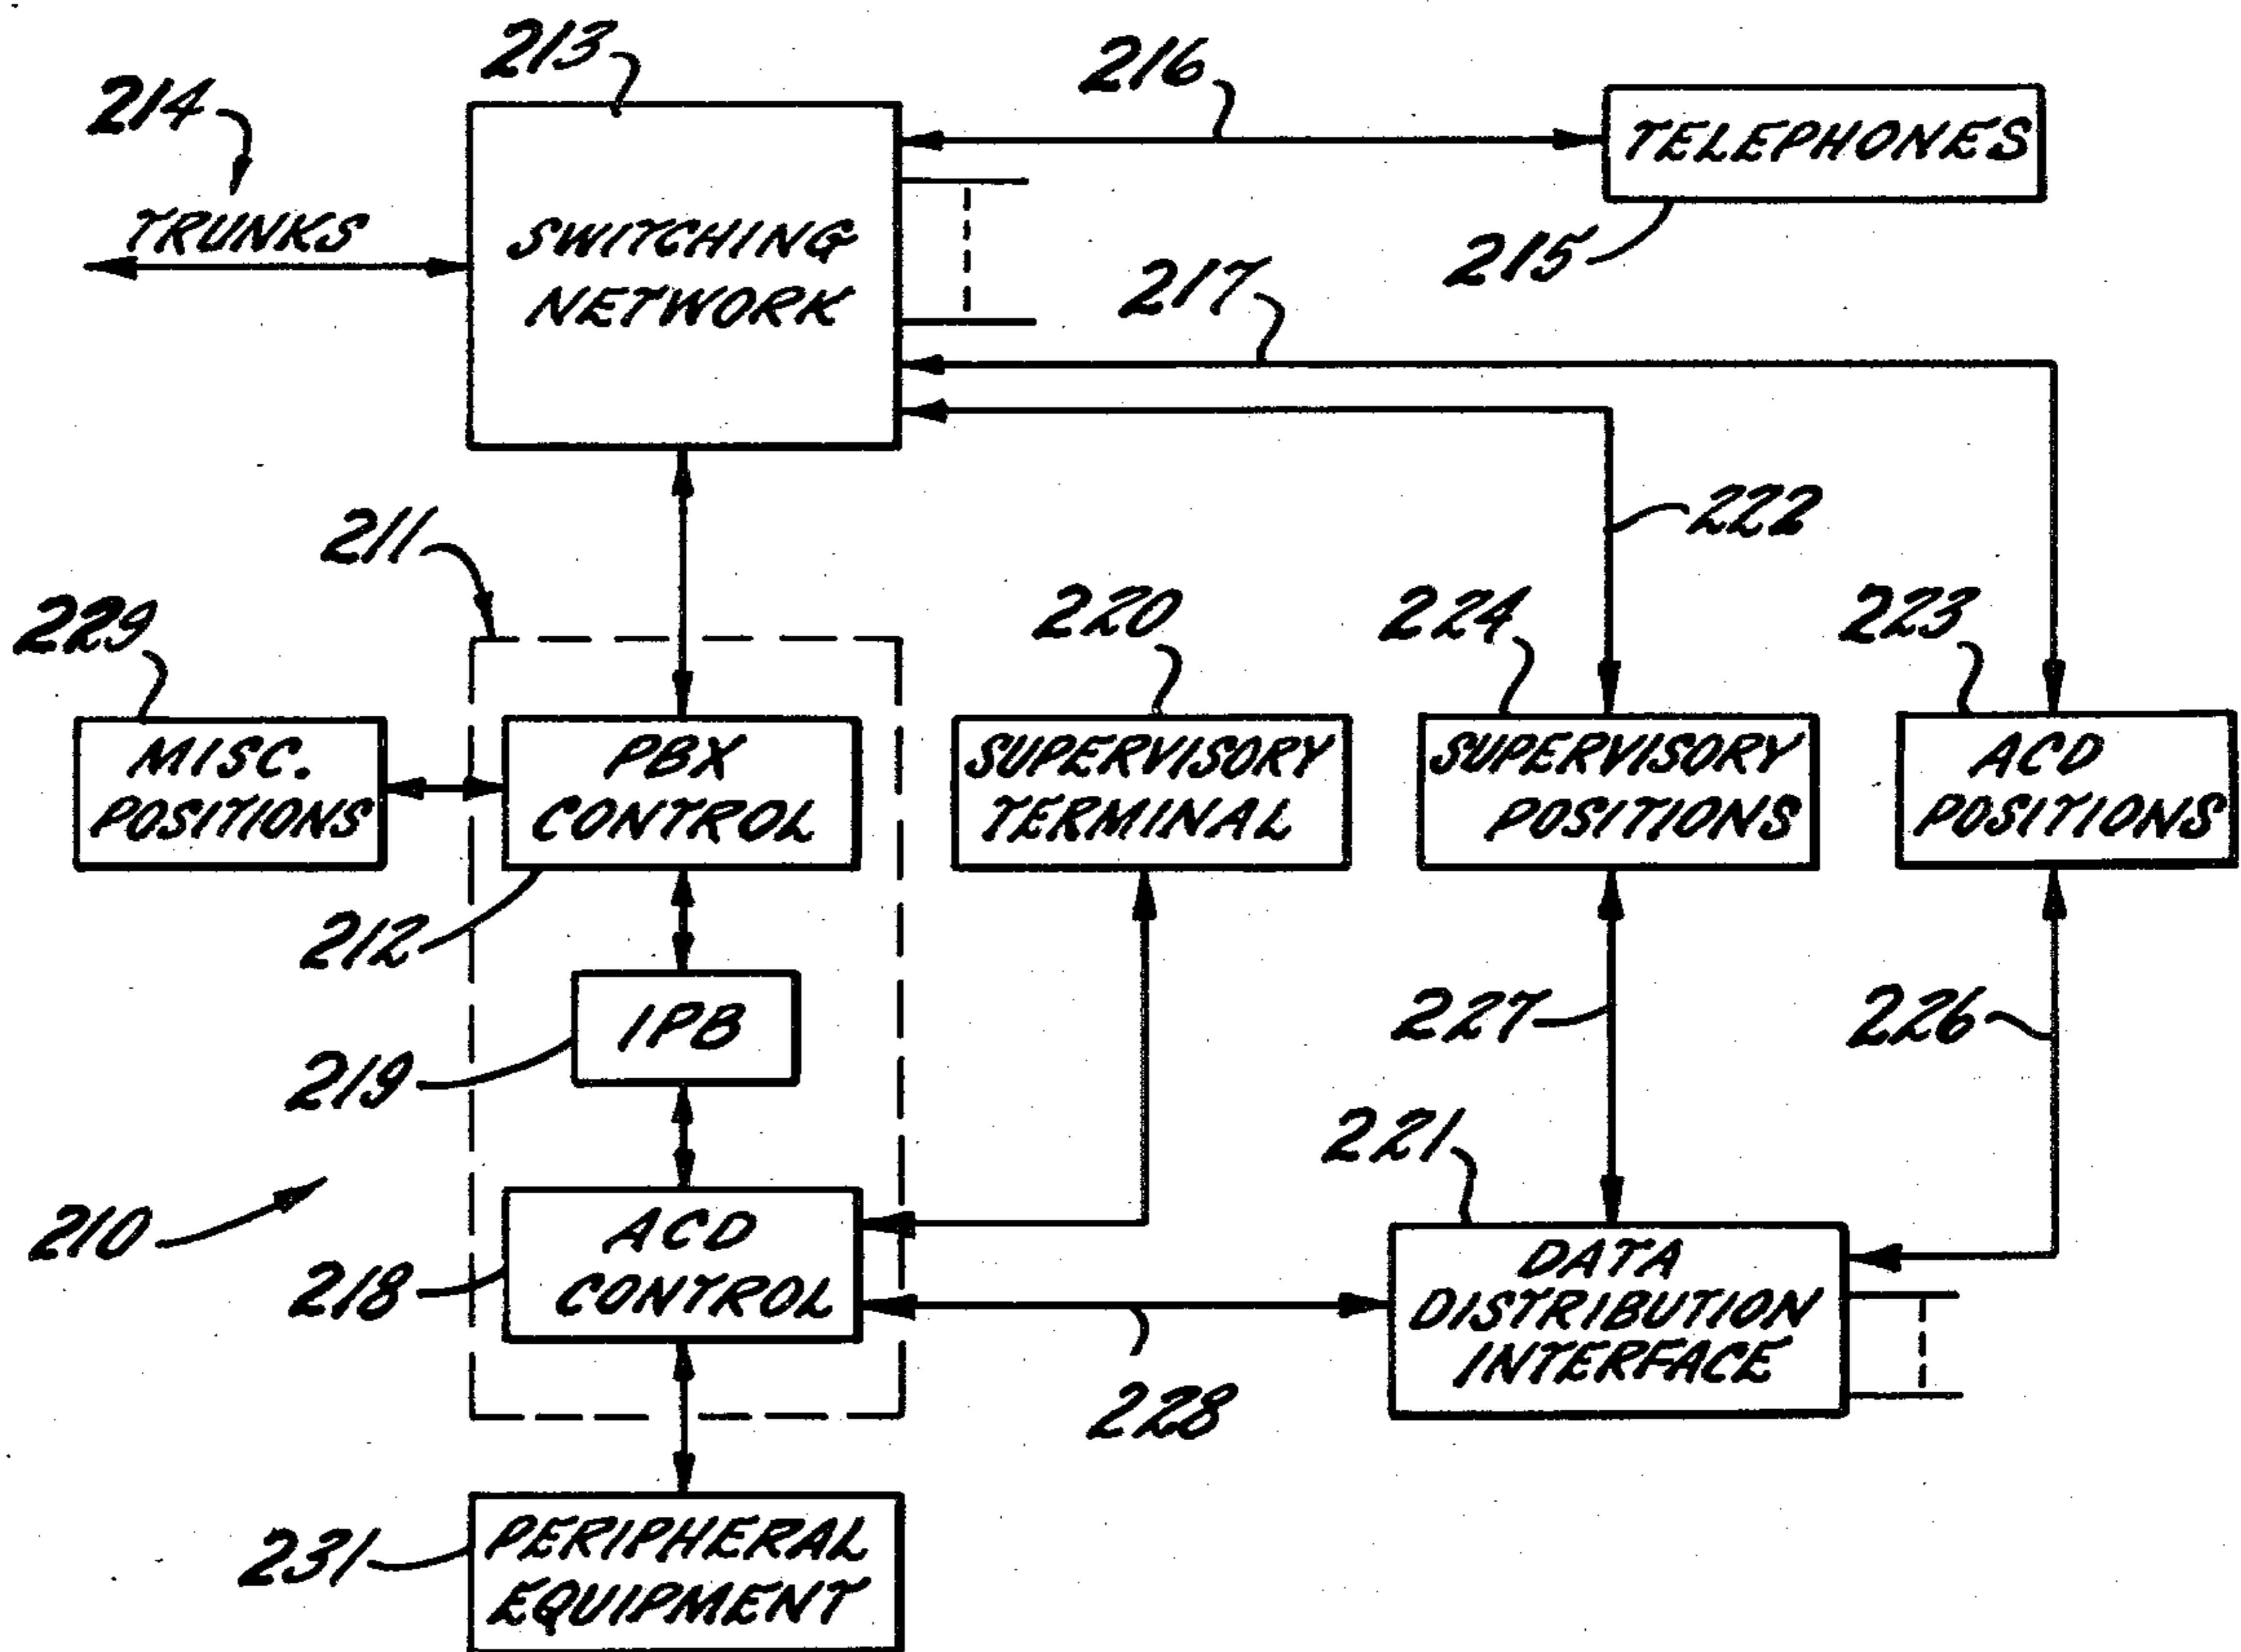 213
216
214
TELEPHONES
TRUNKS
SWITCHING
NETWORK
215
217
222
211
229
220
224
223
MISC.
POSITIONS
PBX
CONTROL
SUPERVISORY
TERMINAL
SUPERVISORY
POSITIONS
ACD
POSITIONS
212
IPB
227
226
219
221
210
218
ACD
CONTROL
DATA
DISTRIBUTION
INTERFACE
228
231
PERIPHERAL
EQUIPMENT